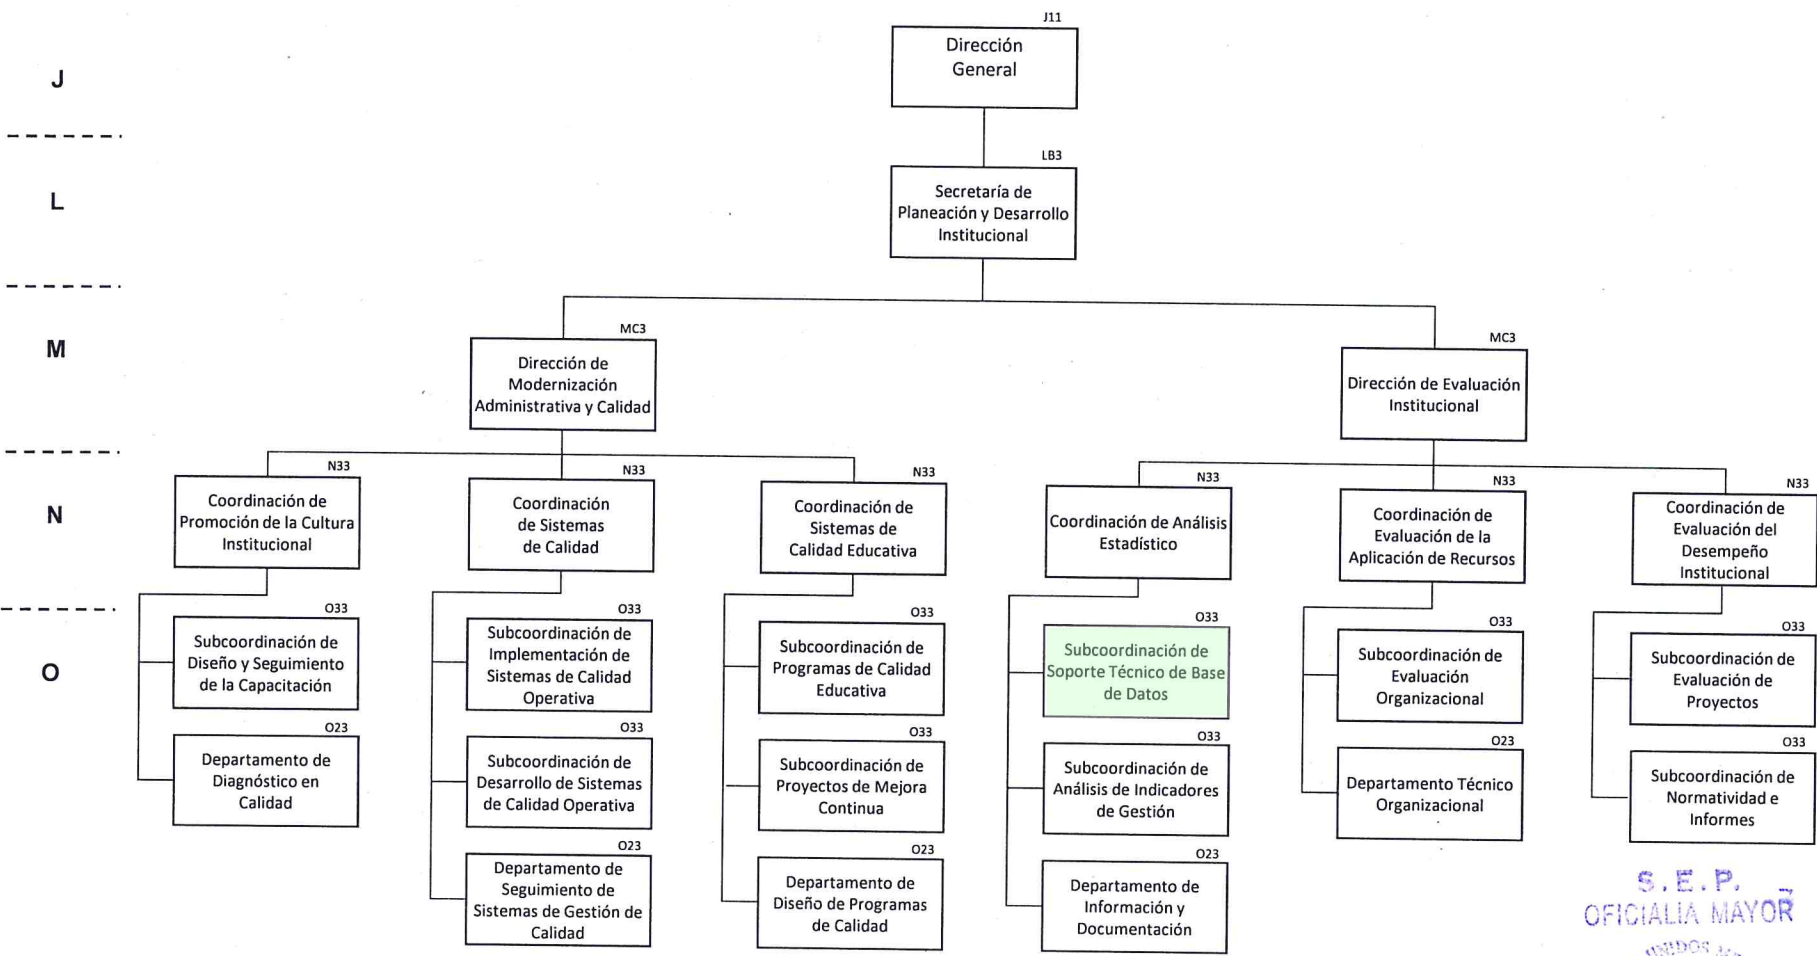 J11
Dirección
General
J
LB3
Secretaría de
Planeación y Desarrollo
Institucional
L
MC3
Dirección de
Modernización
Administrativa y Calidad
MC3
Dirección de Evaluación
Institucional
M
N33
Coordinación de
Promoción de la Cultura
Institucional
N33
Coordinación
de Sistemas
de Calidad
N33
Coordinación de
Sistemas de
Calidad Educativa
N33
Coordinación de Análisis
Estadístico
N33
Coordinación de
Evaluación de la
Aplicación de Recursos
N33
Coordinación de
Evaluación del
Desempeño
Institucional
N
O
O33
Subcoordinación de
Diseño y Seguimiento
de la Capacitación
O23
Departamento de
Diagnóstico en
Calidad
O33
Subcoordinación de
Implementación de
Sistemas de Calidad
Operativa
O33
Subcoordinación de
Desarrollo de Sistemas
de Calidad Operativa
O23
Departamento de
Seguimiento de
Sistemas de Gestión de
Calidad
O33
Subcoordinación de
Programas de Calidad
Educativa
O33
Subcoordinación de
Proyectos de Mejora
Continua
O23
Departamento de
Diseño de Programas
de Calidad
O33
Subcoordinación de
Soporte Técnico de Base
de Datos
O33
Subcoordinación de
Análisis de Indicadores
de Gestión
O23
Departamento de
Información y
Documentación
O33
Subcoordinación de
Evaluación
Organizacional
O23
Departamento Técnico
Organizacional
O33
Subcoordinación de
Evaluación de
Proyectos
O33
Subcoordinación de
Normatividad e
Informes
S.E.P.
OFICIALIA MAYOR
UNIDOS